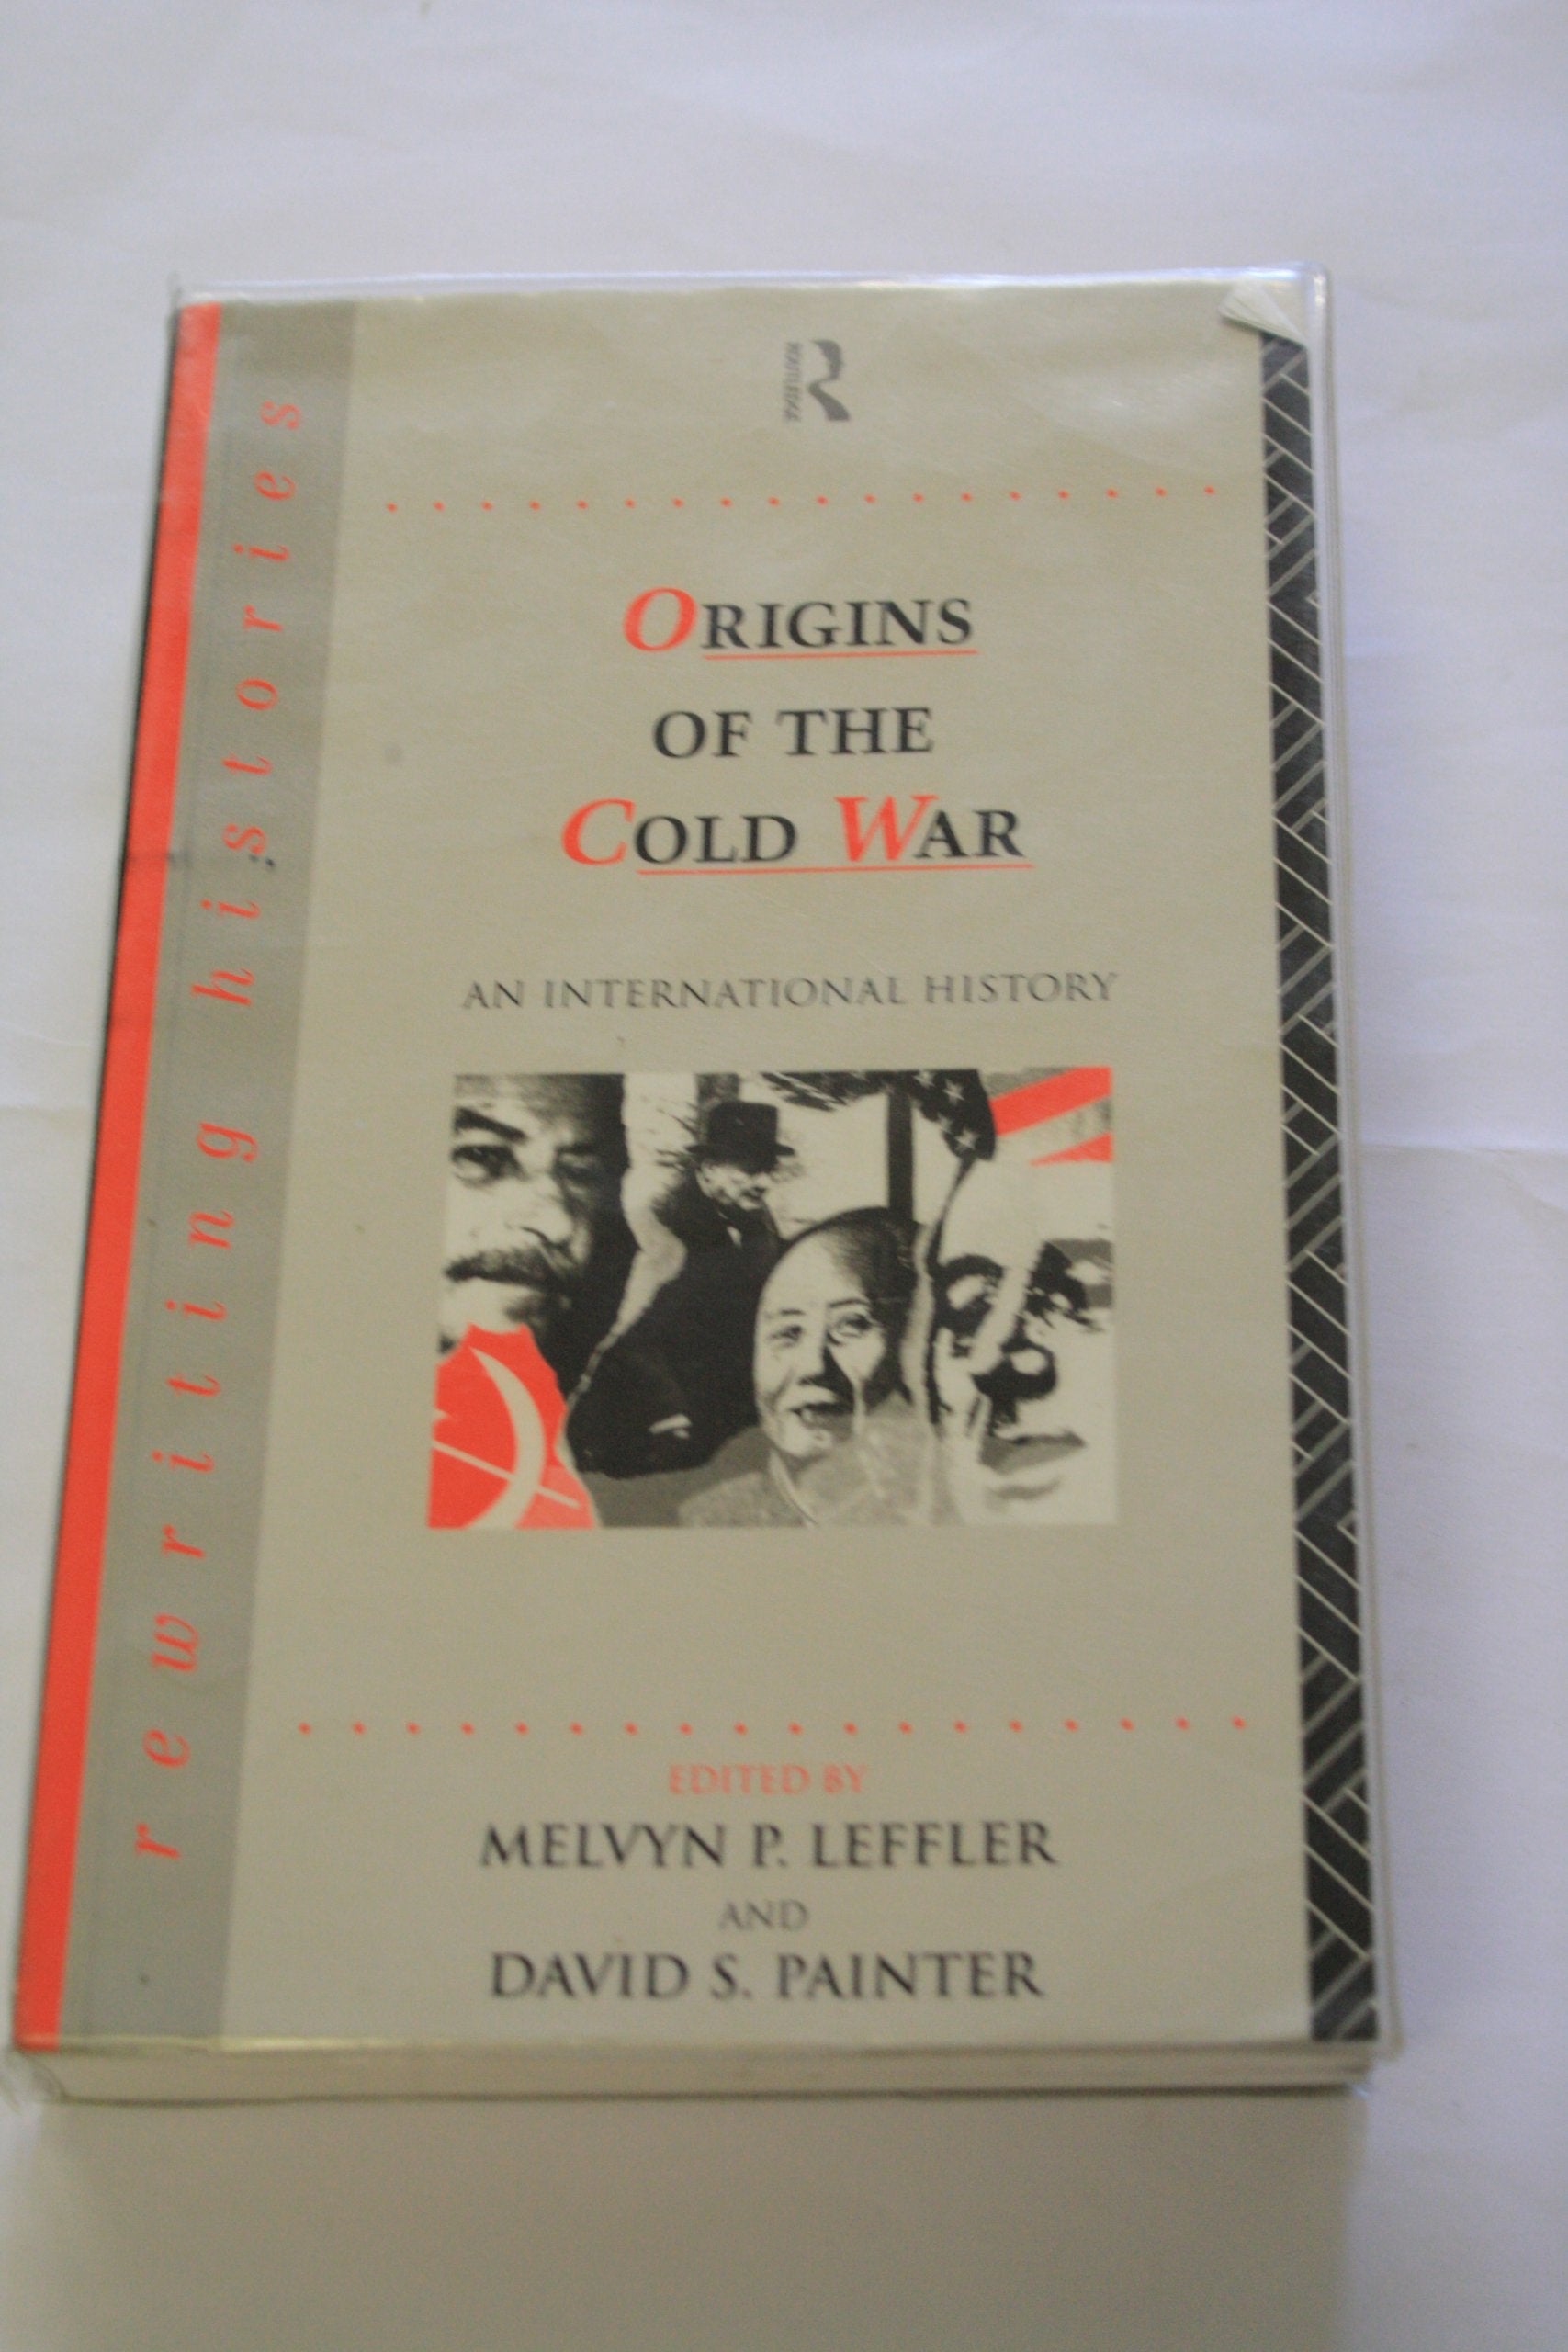 ROUTLEDGE
rewriting histories
ORIGINS
OF THE
COLD WAR
AN INTERNATIONAL HISTORY
EDITED BY
MELVYN P. LEFFLER
AND
DAVID S. PAINTER